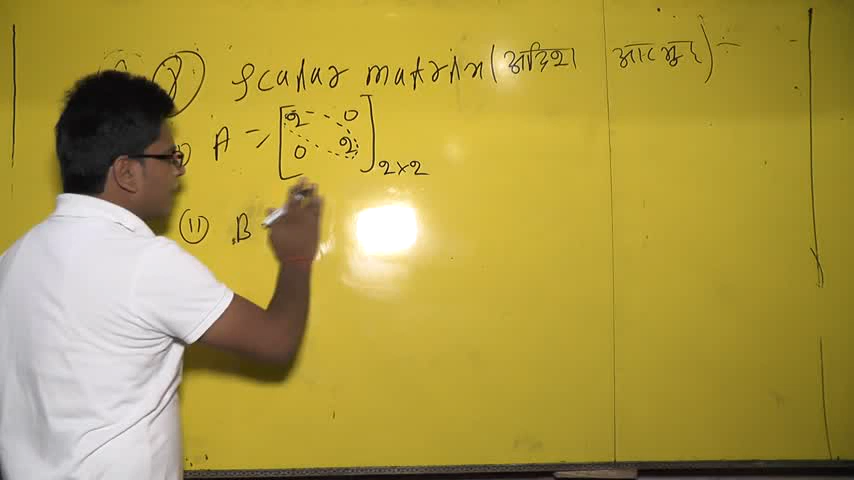 Scalar matrix (अदिश आव्यूह) ÷
A = [2 0
0 2] 2×2
(II) B